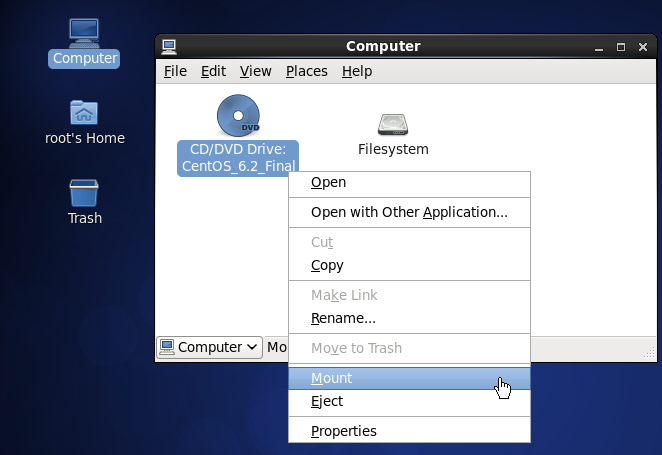 Computer
root's Home
Trash
Computer
File Edit View Places Help
DVD
CD/DVD Drive:
CentOS_6.2_Final
Filesystem
Open
Open with Other Application...
Cut
Copy
Make Link
Rename...
Move to Trash
Mount
Eject
Properties
Computer